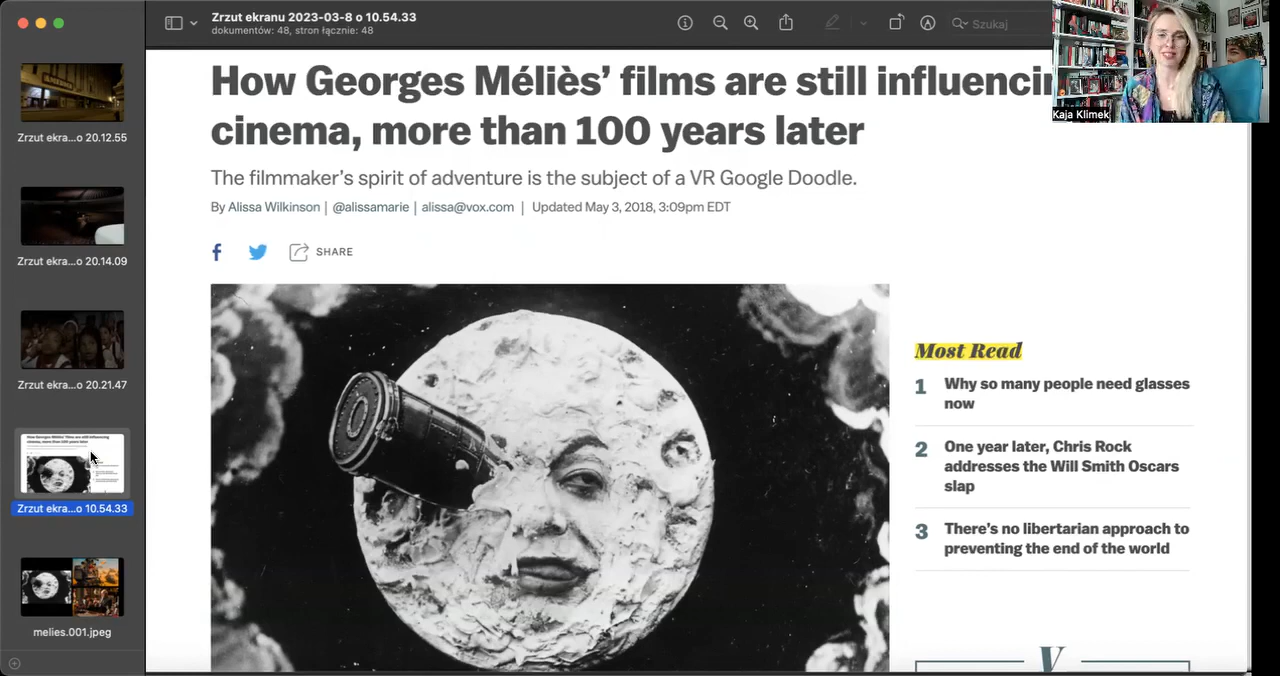 Zrzut ekranu 2023-03-8 o 10.54.33
dokumentów: 48, stron łącznie: 48
Szukaj
Kaja Klimek
Zrzut ekra...o 20.12.55
Zrzut ekra...o 20.14.09
Zrzut ekra...o 20.21.47
Zrzut ekra...o 10.54.33
melies.001.jpeg
How Georges Méliès’ films are still influencin
cinema, more than 100 years later
The filmmaker’s spirit of adventure is the subject of a VR Google Doodle.
By Alissa Wilkinson | @alissamarie | alissa@vox.com | Updated May 3, 2018, 3:09pm EDT
SHARE
Most Read
1 Why so many people need glasses
now
2 One year later, Chris Rock
addresses the Will Smith Oscars
slap
3 There’s no libertarian approach to
preventing the end of the world
V